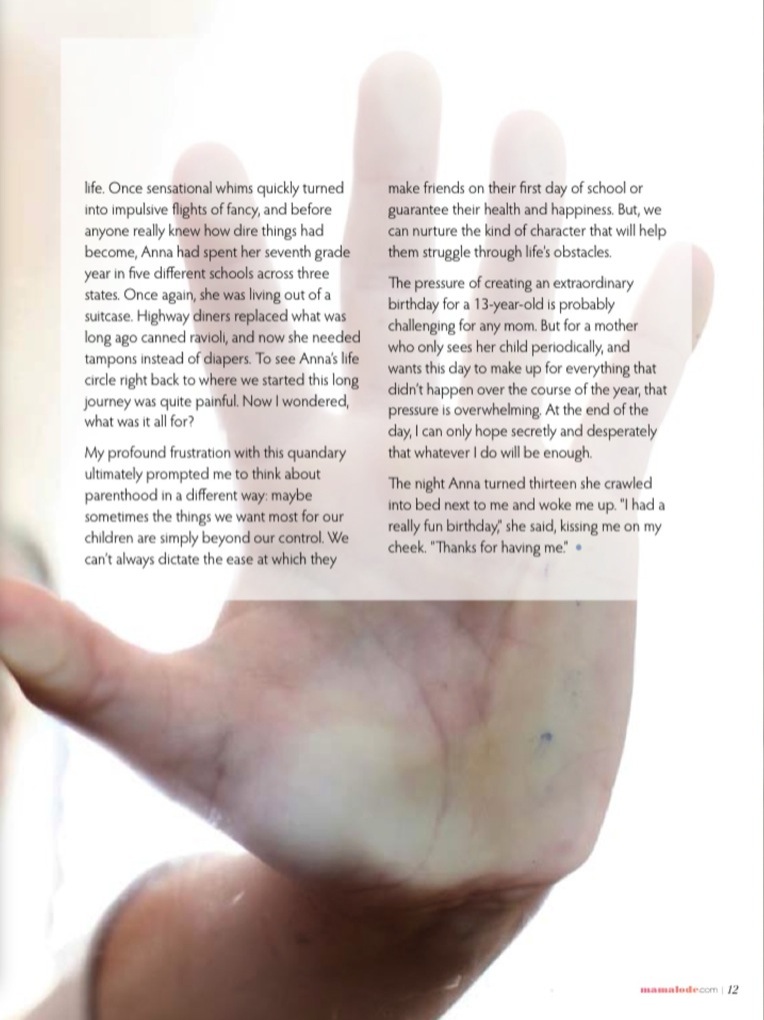 life. Once sensational whims quickly turned
into impulsive flights of fancy, and before
anyone really knew how dire things had
become, Anna had spent her seventh grade
year in five different schools across three
states. Once again, she was living out of a
suitcase. Highway diners replaced what was
long ago canned ravioli, and now she needed
tampons instead of diapers. To see Anna's life
circle right back to where we started this long
journey was quite painful. Now I wondered,
what was it all for?
My profound frustration with this quandary
ultimately prompted me to think about
parenthood in a different way: maybe
sometimes the things we want most for our
children are simply beyond our control. We
can't always dictate the ease at which they
make friends on their first day of school or
guarantee their health and happiness. But, we
can nurture the kind of character that will help
them struggle through life's obstacles.
The pressure of creating an extraordinary
birthday for a 13-year-old is probably
challenging for any mom. But for a mother
who only sees her child periodically, and
wants this day to make up for everything that
didn't happen over the course of the year, that
pressure is overwhelming. At the end of the
day, I can only hope secretly and desperately
that whatever I do will be enough.
The night Anna turned thirteen she crawled
into bed next to me and woke me up. "I had a
really fun birthday," she said, kissing me on my
cheek. "Thanks for having me." •
mamalode.com | 12